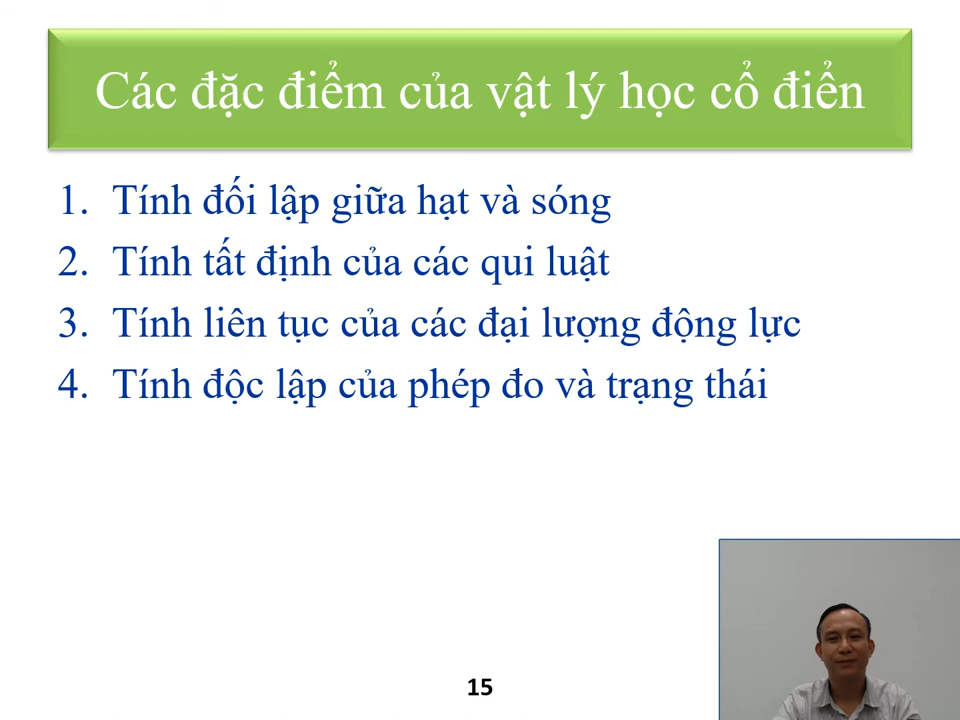 Các đặc điểm của vật lý học cổ điển
1. Tính đối lập giữa hạt và sóng
2. Tính tất định của các qui luật
3. Tính liên tục của các đại lượng động lực
4. Tính độc lập của phép đo và trạng thái
15